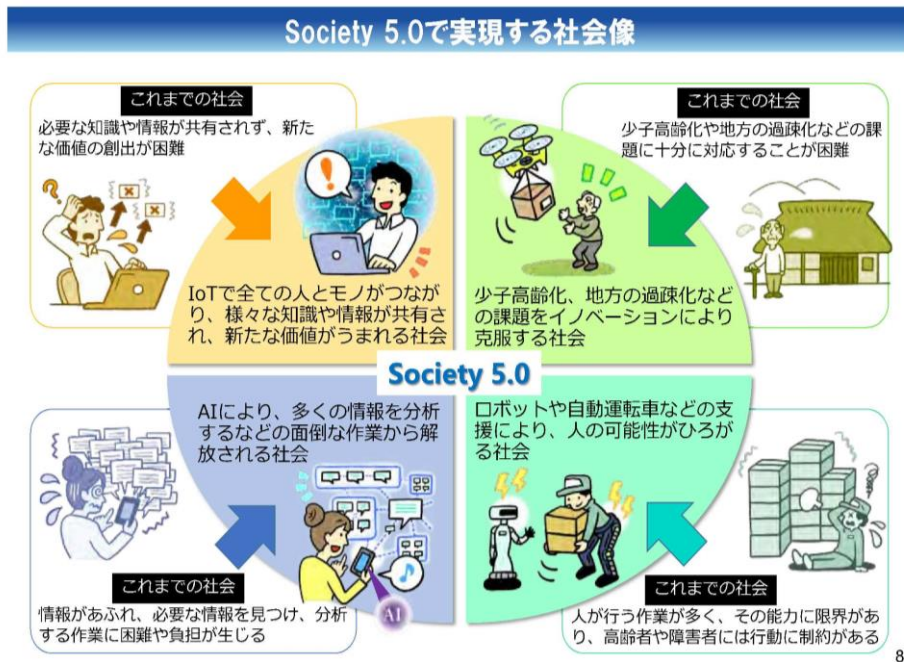 Society 5.0で実現する社会像
これまでの社会
必要な知識や情報が共有されず、新た
な価値の創出が困難
IoTで全ての人とモノがつなが
り、様々な知識や情報が共有さ
れ、新たな価値がうまれる社会
これまでの社会
少子高齢化や地方の過疎化などの課
題に十分に対応することが困難
少子高齢化、地方の過疎化など
の課題をイノベーションにより
克服する社会
Society 5.0
AIにより、多くの情報を分析
するなどの面倒な作業から解
放される社会
AI
これまでの社会
情報があふれ、必要な情報を見つけ、分析
する作業に困難や負担が生じる
ロボットや自動運転車などの支
援により、人の可能性がひろが
る社会
これまでの社会
人が行う作業が多く、その能力に限界があ
り、高齢者や障害者には行動に制約がある
8